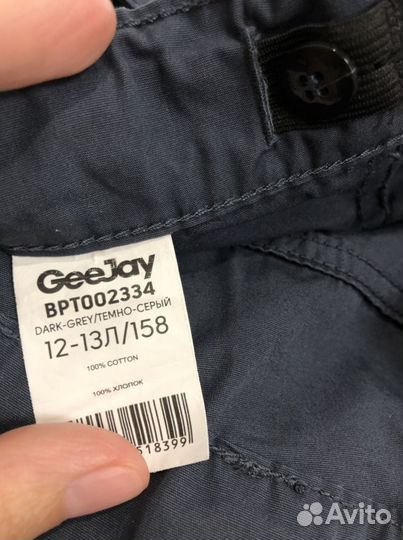 GeeJay
BPT002334
DARK-GREY/ТЕМНО-СЕРЫЙ
12-13Л/158
100% COTTON
100% ХЛОПОК
518399
Avito